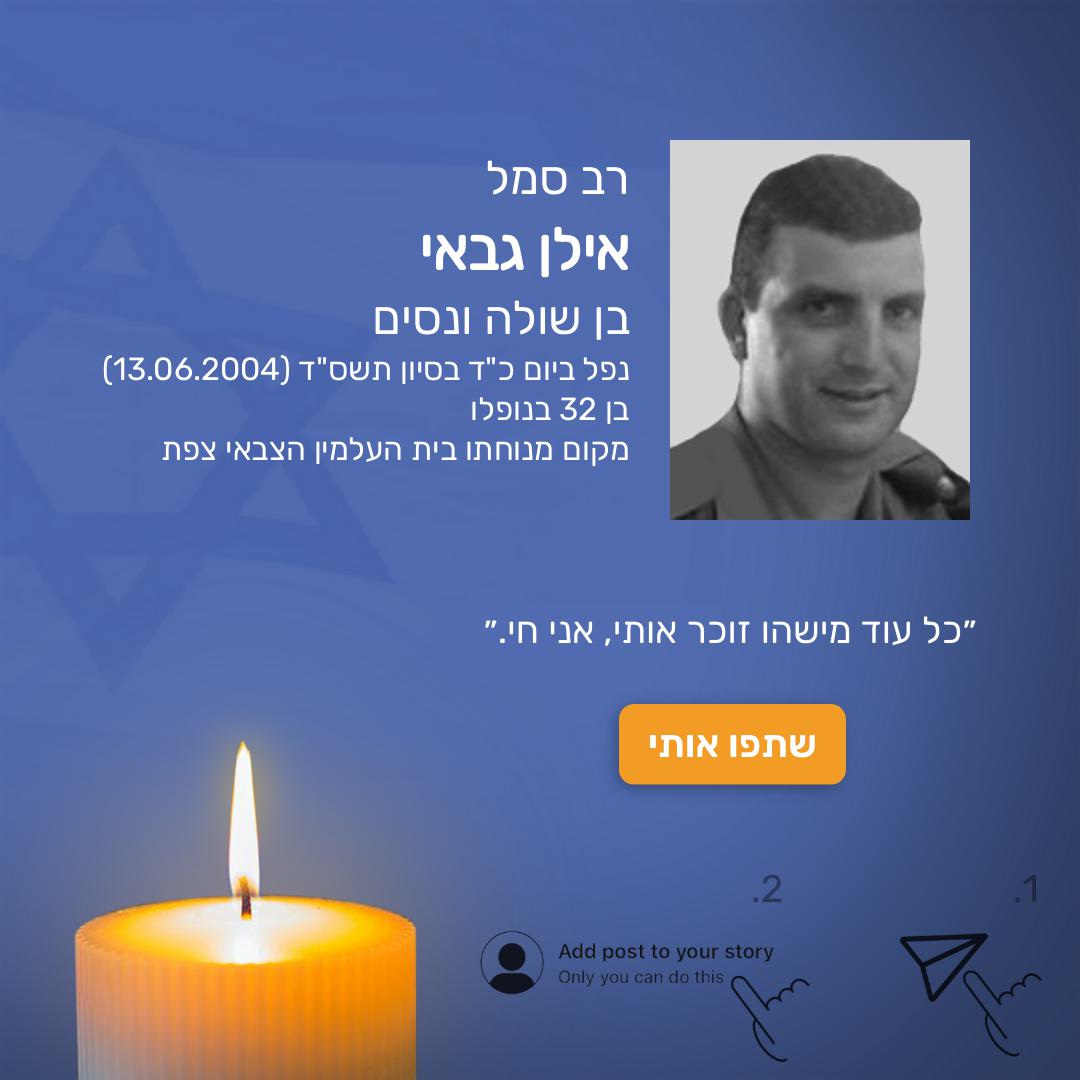 רב סמל
אילן גבאי
בן שולה ונסים
נפל ביום כ"ד בסיון תשס"ד (13.06.2004)
בן 32 בנופלו
מקום מנוחתו בית העלמין הצבאי צפת
״כל עוד מישהו זוכר אותי, אני חי.״
שתפו אותי
.1
.2
Add post to your story
Only you can do this